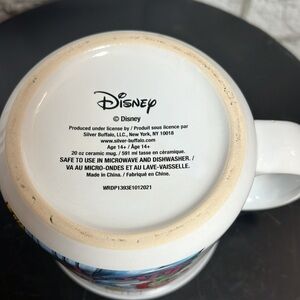 Disney
© Disney
Produced under license by / Produit sous licence par
Silver Buffalo, LLC., New York, NY 10018
www.silver-buffalo.com
Age 14+ / Âge 14+
20 oz ceramic mug. / 591 ml tasse en céramique.
SAFE TO USE IN MICROWAVE AND DISHWASHER. /
VA AU MICRO-ONDES ET AU LAVE-VAISSELLE.
Made in China. / Fabriqué en Chine.
WRDP1393E1012021